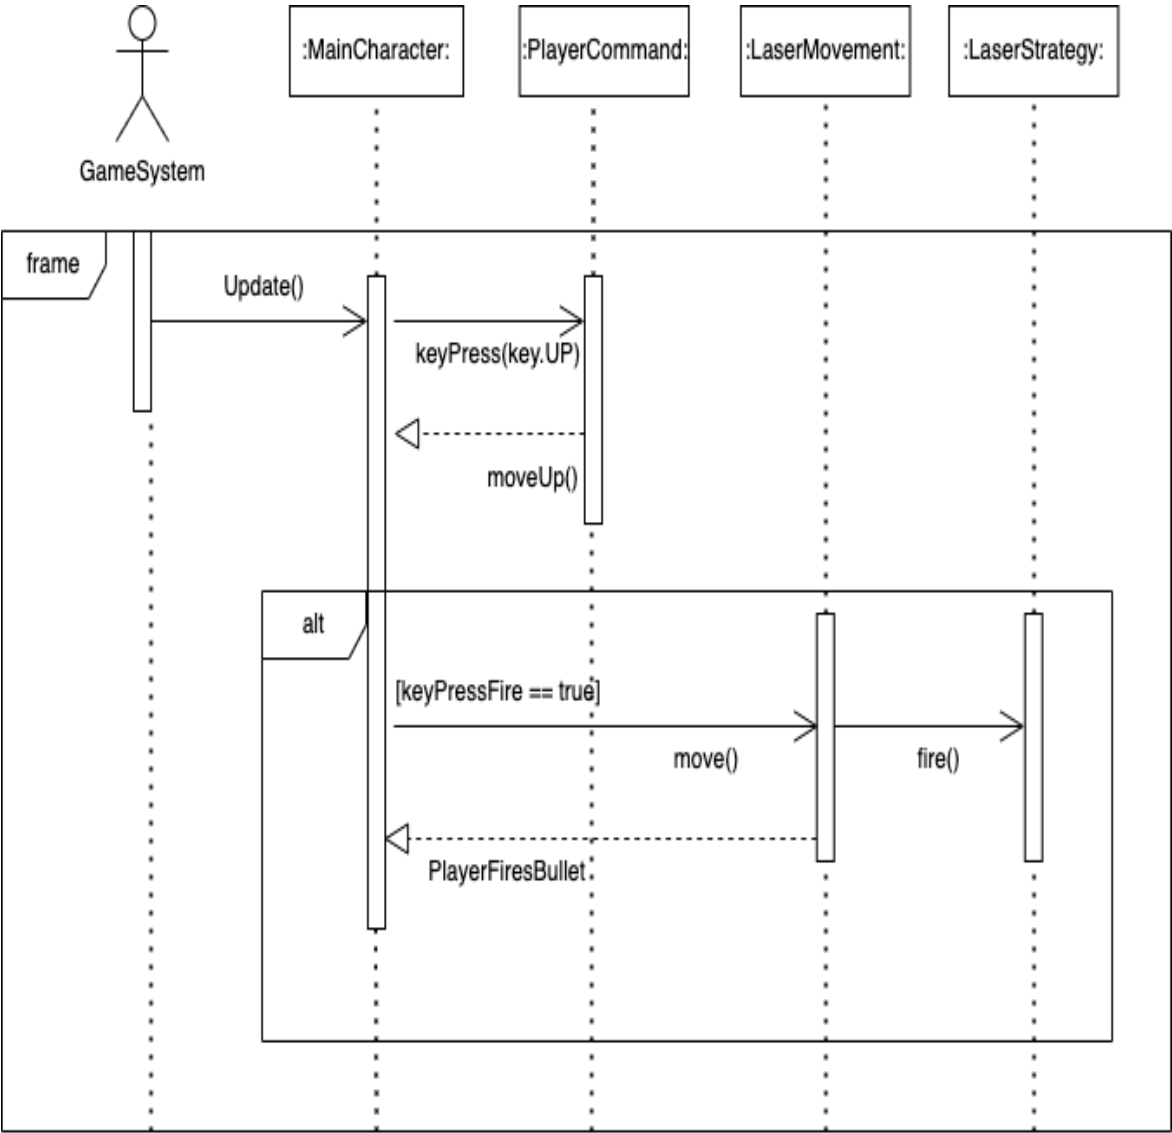 :MainCharacter:
:PlayerCommand:
:LaserMovement:
:LaserStrategy:
GameSystem
frame
Update()
keyPress(key.UP)
moveUp()
alt
[keyPressFire == true]
move()
fire()
PlayerFiresBullet